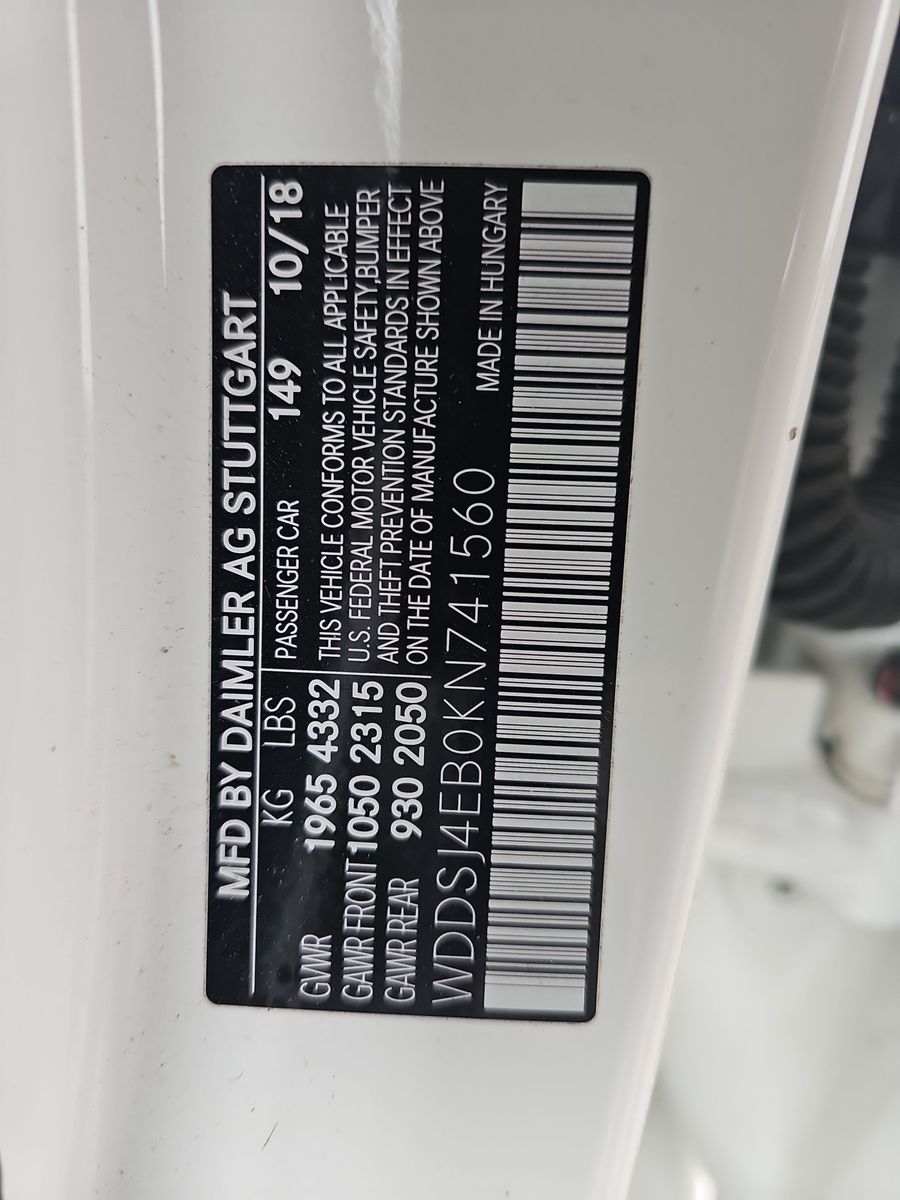 MFD BY DAIMLER AG STUTTGART
KG LBS PASSENGER CAR 149 10/18
GVWR 1965 4332 THIS VEHICLE CONFORMS TO ALL APPLICABLE
GAWR FRONT 1050 2315 U.S. FEDERAL MOTOR VEHICLE SAFETY,BUMPER
GAWR REAR 930 2050 AND THEFT PREVENTION STANDARDS IN EFFECT
ON THE DATE OF MANUFACTURE SHOWN ABOVE
WDDSJ4EB0KN741560 MADE IN HUNGARY